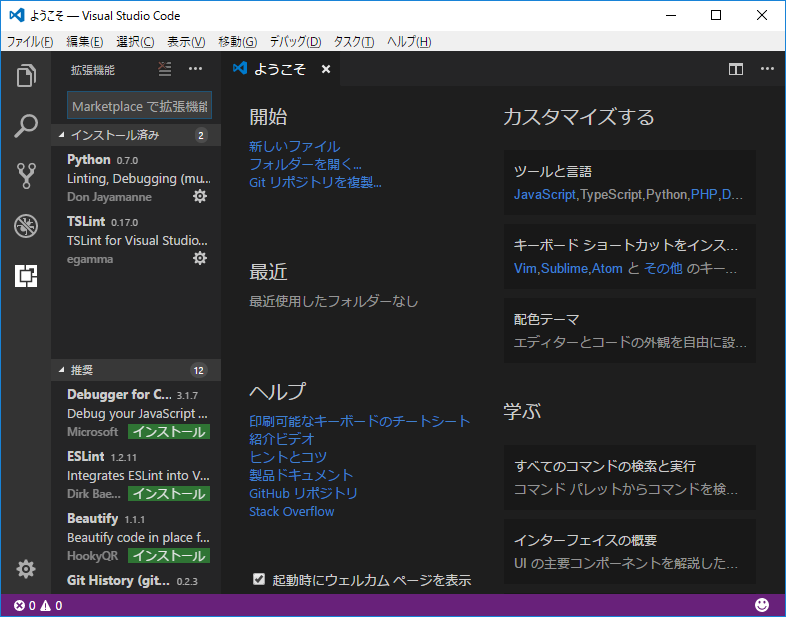 ようこそ — Visual Studio Code
ファイル(F) 編集(E) 選択(C) 表示(V) 移動(G) デバッグ(D) タスク(T) ヘルプ(H)
拡張機能
Marketplace で拡張機能
インストール済み 2
Python 0.7.0
Linting, Debugging (mu...
Don Jayamanne
TSLint 0.17.0
TSLint for Visual Studio...
egamma
推奨 12
Debugger for C... 3.1.7
Debug your JavaScript ...
Microsoft インストール
ESLint 1.2.11
Integrates ESLint into V...
Dirk Bae... インストール
Beautify 1.1.1
Beautify code in place f...
HookyQR インストール
Git History (git... 0.2.3
ようこそ
開始
新しいファイル
フォルダーを開く...
Git リポジトリを複製...
最近
最近使用したフォルダーなし
ヘルプ
印刷可能なキーボードのチートシート
紹介ビデオ
ヒントとコツ
製品ドキュメント
GitHub リポジトリ
Stack Overflow
起動時にウェルカム ページを表示
カスタマイズする
ツールと言語
JavaScript,TypeScript,Python,PHP,D...
キーボード ショートカットをインス...
Vim,Sublime,Atom と その他 のキー...
配色テーマ
エディターとコードの外観を自由に設...
学ぶ
すべてのコマンドの検索と実行
コマンド パレットからコマンドを検...
インターフェイスの概要
UI の主要コンポーネントを解説した...
0 0